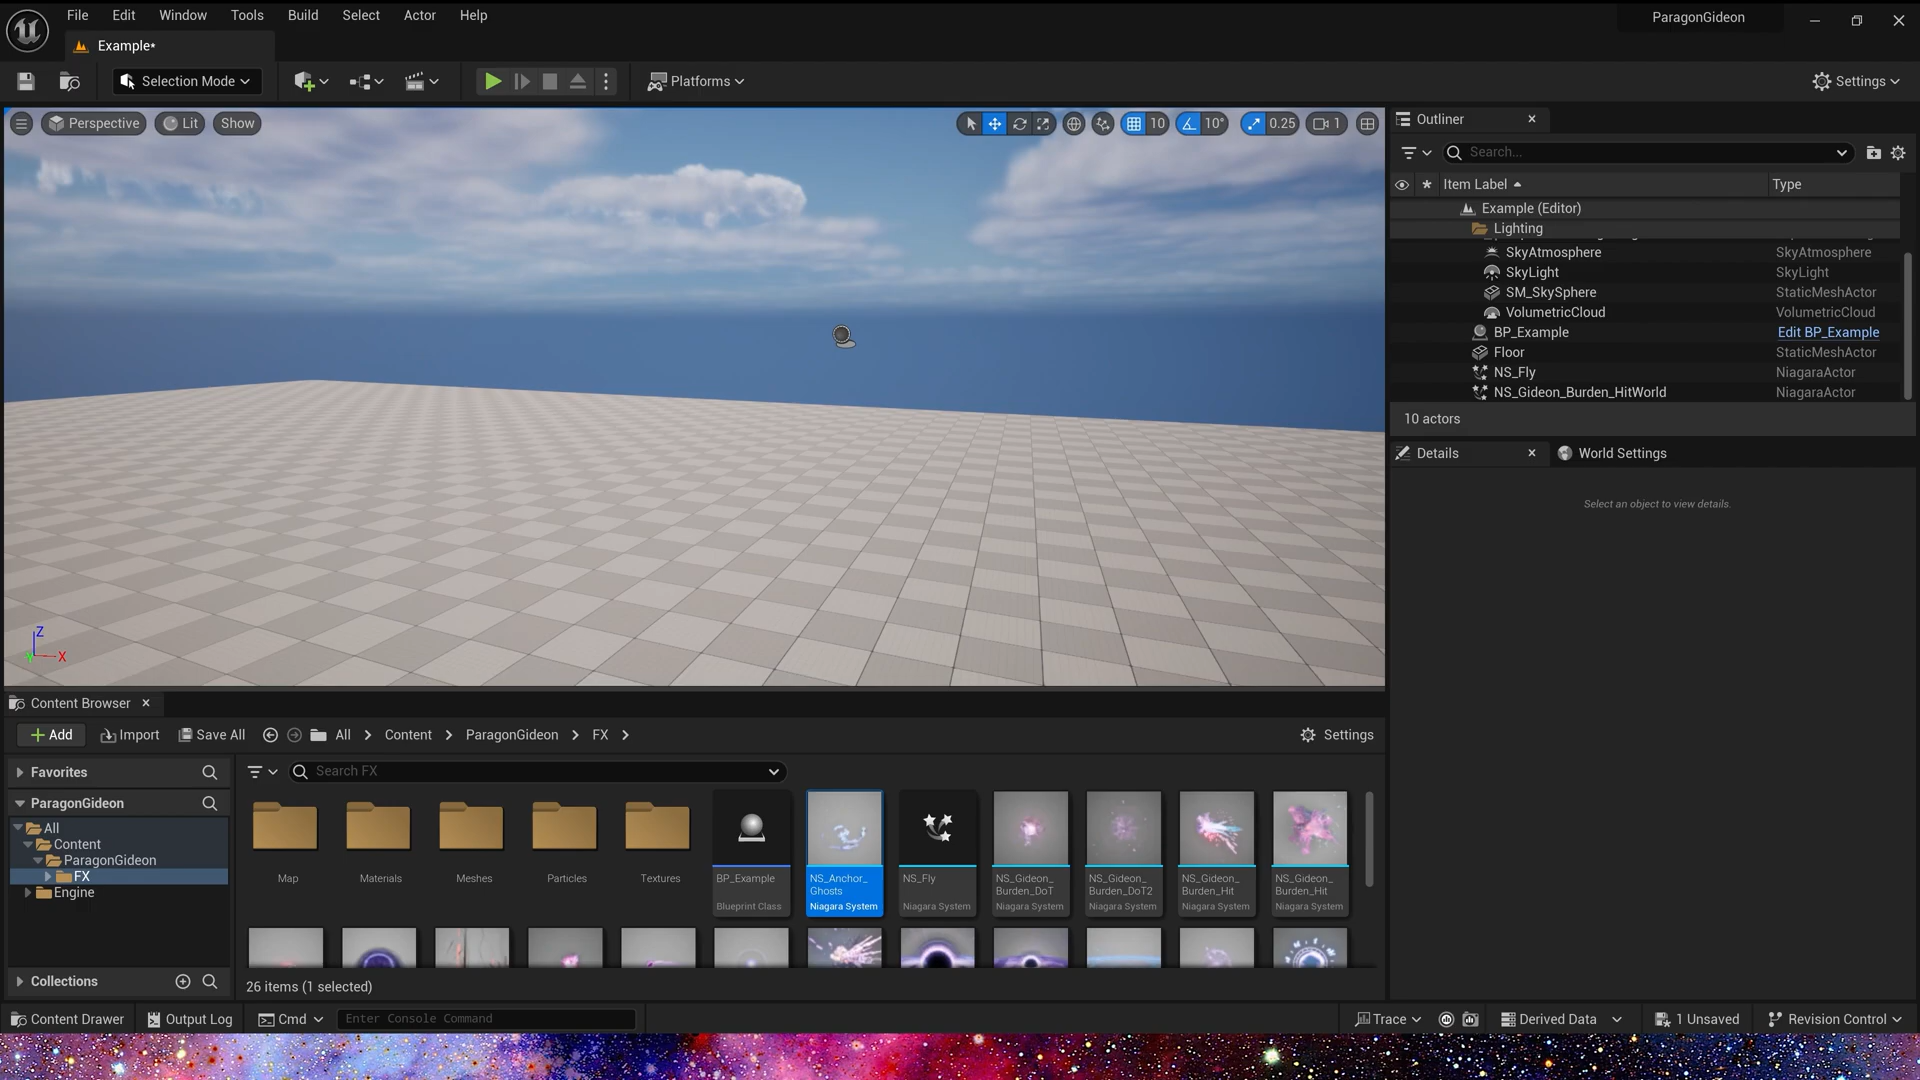 File Edit Window Tools Build Select Actor Help
ParagonGideon
Example*
Selection Mode
Platforms
Settings
Perspective Lit Show
10 10° 0.25 1
Z
X
Outliner
Search...
Item Label Type
Example (Editor)
Lighting
SkyAtmosphere SkyAtmosphere
SkyLight SkyLight
SM_SkySphere StaticMeshActor
VolumetricCloud VolumetricCloud
BP_Example Edit BP_Example
Floor StaticMeshActor
NS_Fly NiagaraActor
NS_Gideon_Burden_HitWorld NiagaraActor
10 actors
Details World Settings
Select an object to view details.
Content Browser
Add Import Save All All Content ParagonGideon FX Settings
Favorites
Search FX
ParagonGideon
All
Content
ParagonGideon
FX
Engine
Collections
Map Materials Meshes Particles Textures
BP_Example
Blueprint Class
NS_Anchor_
Ghosts
Niagara System
NS_Fly
Niagara System
NS_Gideon_
Burden_DoT
Niagara System
NS_Gideon_
Burden_DoT2
Niagara System
NS_Gideon_
Burden_Hit
Niagara System
NS_Gideon_
Burden_Hit
Niagara System
26 items (1 selected)
Content Drawer Output Log Cmd Enter Console Command Trace Derived Data 1 Unsaved Revision Control